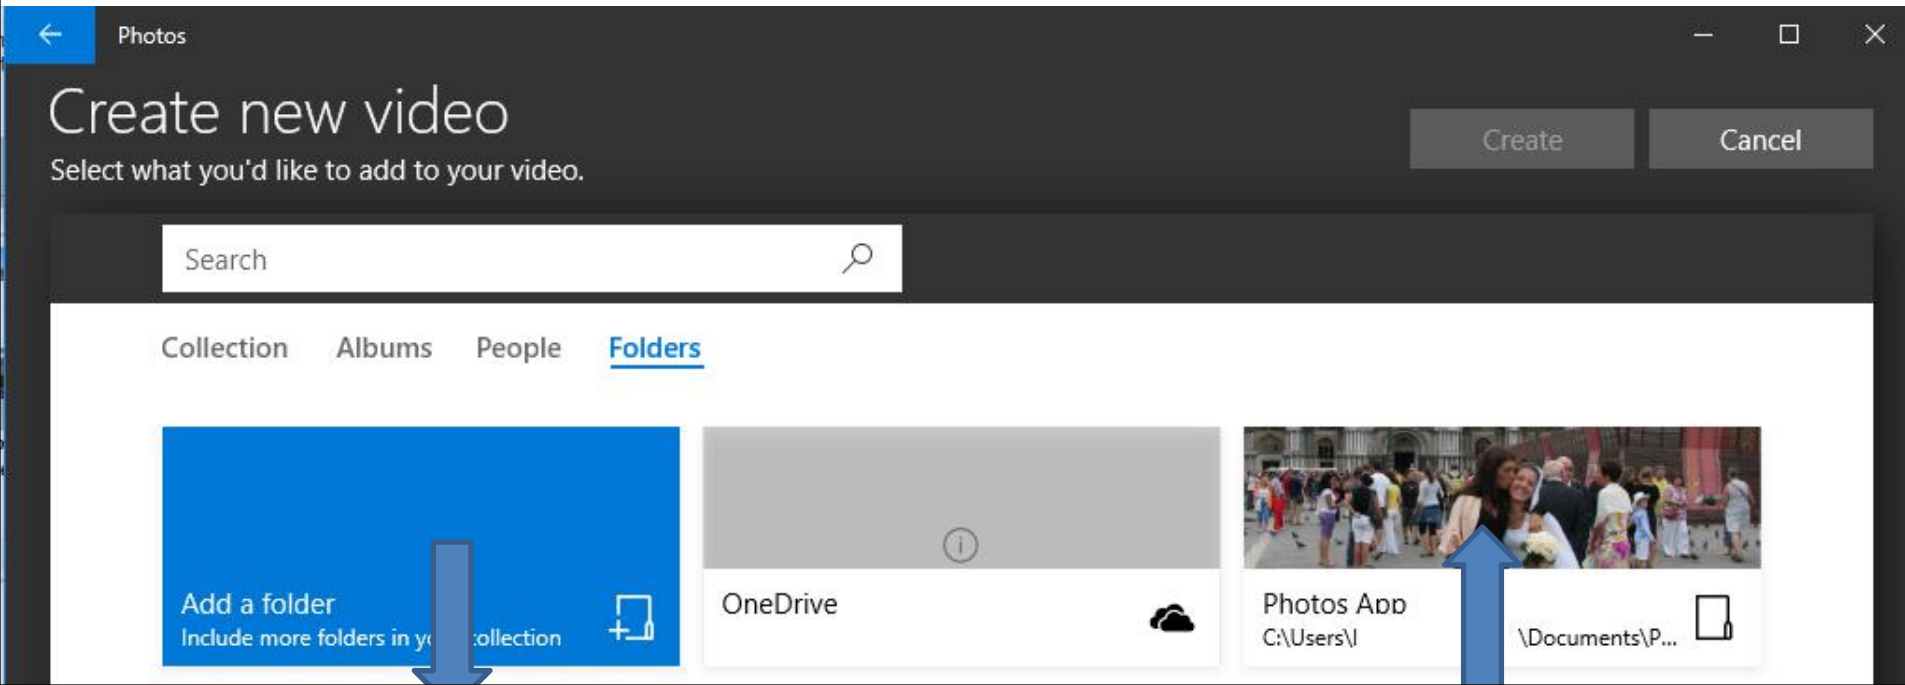 Photos
Create new video
Select what you'd like to add to your video.
Create
Cancel
Search
Collection Albums People Folders
Add a folder
Include more folders in collection
OneDrive
Photos App
C:\Users\I \Documents\P...